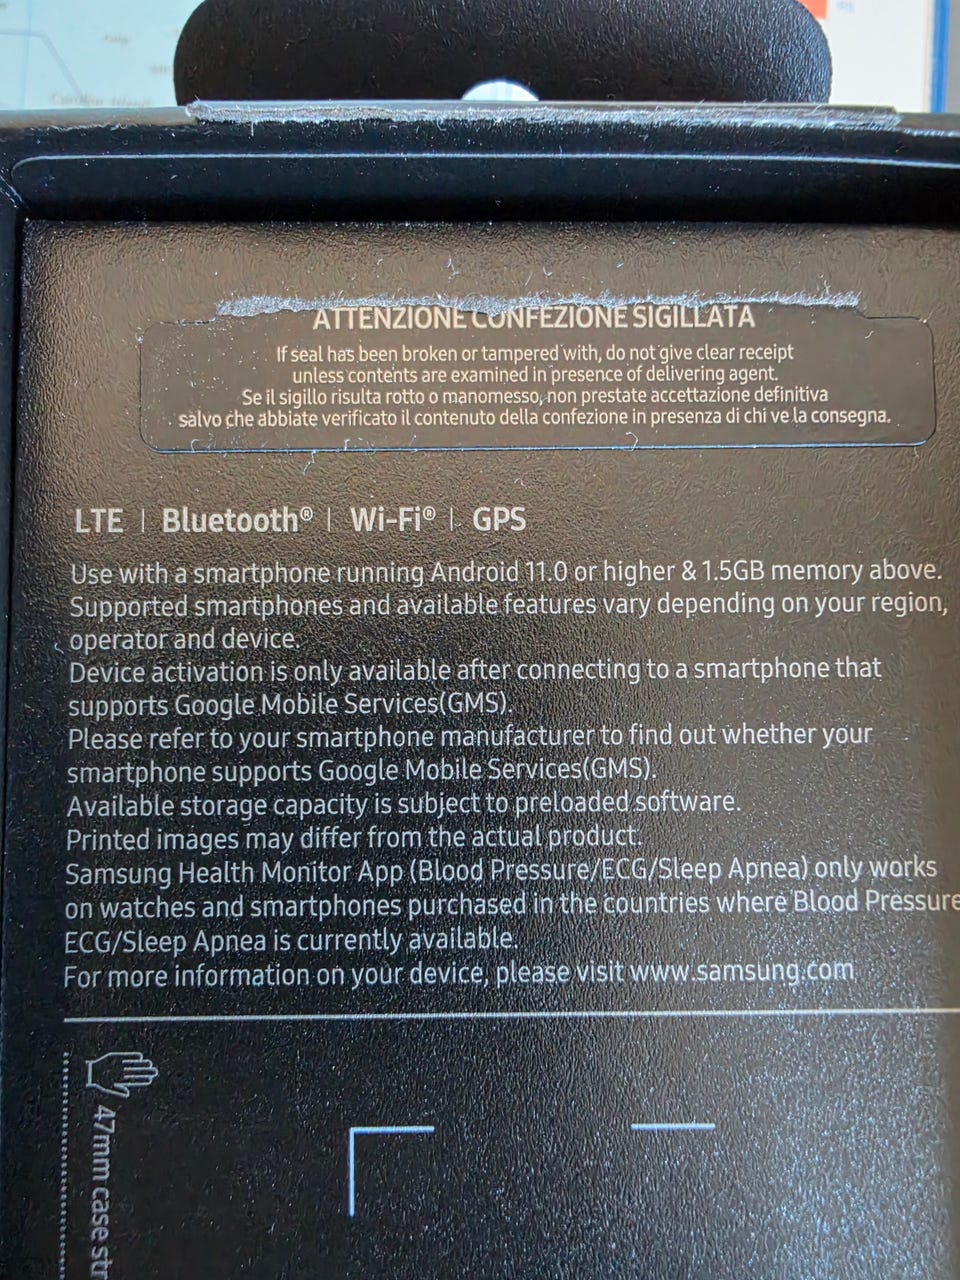 ATTENZIONE CONFEZIONE SIGILLATA
If seal has been broken or tampered with, do not give clear receipt
unless contents are examined in presence of delivering agent.
Se il sigillo risulta rotto o manomesso, non prestate accettazione definitiva
salvo che abbiate verificato il contenuto della confezione in presenza di chi ve la consegna.
LTE | Bluetooth® | Wi-Fi® | GPS
Use with a smartphone running Android 11.0 or higher & 1.5GB memory above.
Supported smartphones and available features vary depending on your region,
operator and device.
Device activation is only available after connecting to a smartphone that
supports Google Mobile Services(GMS).
Please refer to your smartphone manufacturer to find out whether your
smartphone supports Google Mobile Services(GMS).
Available storage capacity is subject to preloaded software.
Printed images may differ from the actual product.
Samsung Health Monitor App (Blood Pressure/ECG/Sleep Apnea) only works
on watches and smartphones purchased in the countries where Blood Pressure
ECG/Sleep Apnea is currently available.
For more information on your device, please visit www.samsung.com
47mm case str